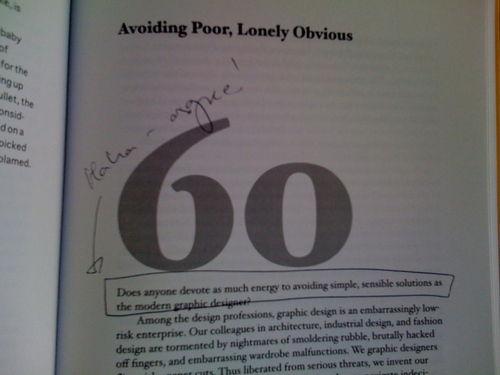 baby
of
for the
ing up
ullet, the
onsid-
d on a
picked
blamed.
Avoiding Poor, Lonely Obvious
Haha - agree!
60
Does anyone devote as much energy to avoiding simple, sensible solutions as
the modern graphic designer?
Among the design professions, graphic design is an embarrassingly low-
risk enterprise. Our colleagues in architecture, industrial design, and fashion
design are tormented by nightmares of smoldering rubble, brutally hacked
off fingers, and embarrassing wardrobe malfunctions. We graphic designers
cuts. Thus liberated from serious threats, we invent our